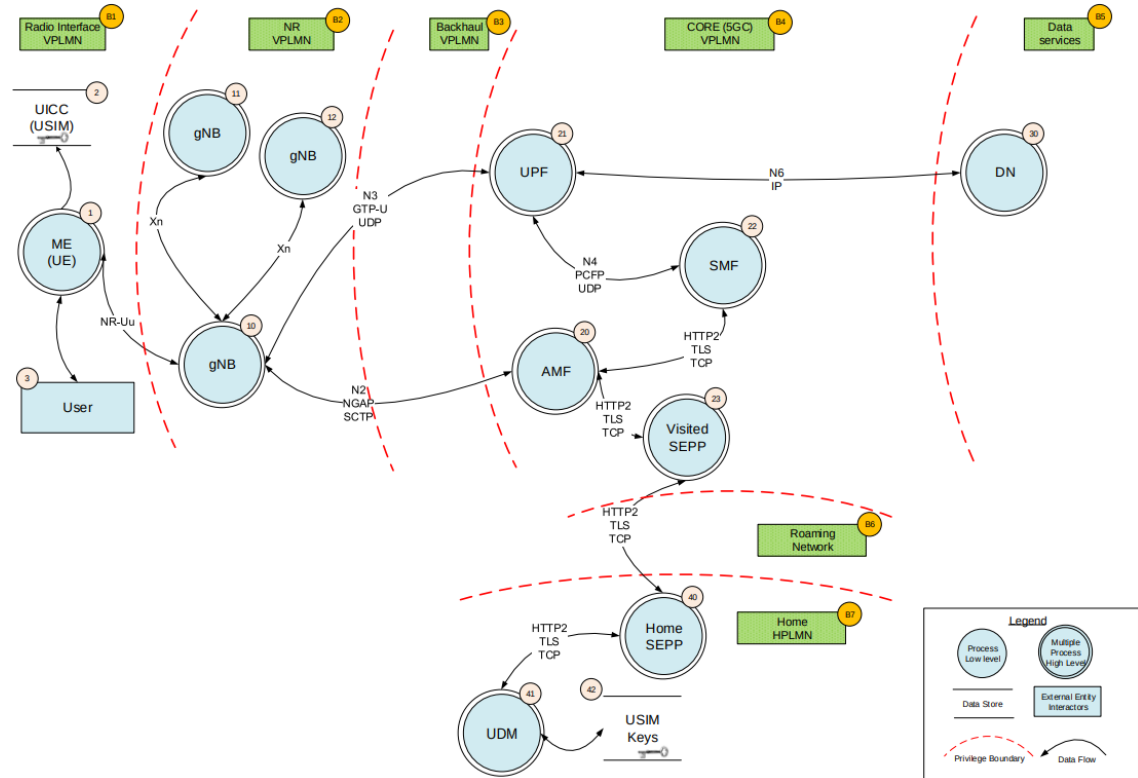 Radio Interface
VPLMN
B1
NR
VPLMN
B2
Backhaul
VPLMN
B3
CORE (5GC)
VPLMN
B4
Data
services
B5
2
UICC
(USIM)
11
gNB
12
gNB
21
UPF
30
DN
N6
IP
N3
GTP-U
UDP
Xn
Xn
1
ME
(UE)
22
SMF
N4
PCFP
UDP
NR-Uu
10
gNB
20
AMF
HTTP2
TLS
TCP
3
User
N2
NGAP
SCTP
HTTP2
TLS
TCP
23
Visited
SEPP
HTTP2
TLS
TCP
Roaming
Network
B6
40
Home
SEPP
Home
HPLMN
B7
HTTP2
TLS
TCP
41
UDM
42
USIM
Keys
Legend
Process
Low level
Multiple
Process
High Level
Data Store
External Entity
Interactors
Privilege Boundary
Data Flow